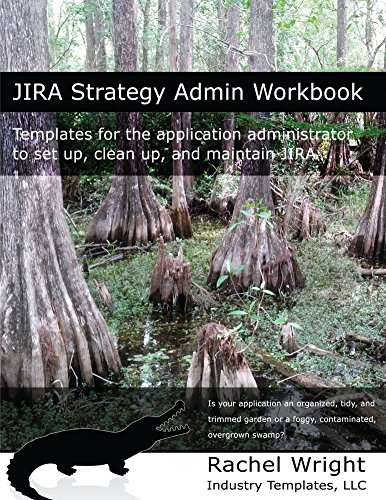 JIRA Strategy Admin Workbook
Templates for the application administrator
to set up, clean up, and maintain JIRA.
Is your application an organized, tidy, and
trimmed garden or a foggy, contaminated,
overgrown swamp?
Rachel Wright
Industry Templates, LLC